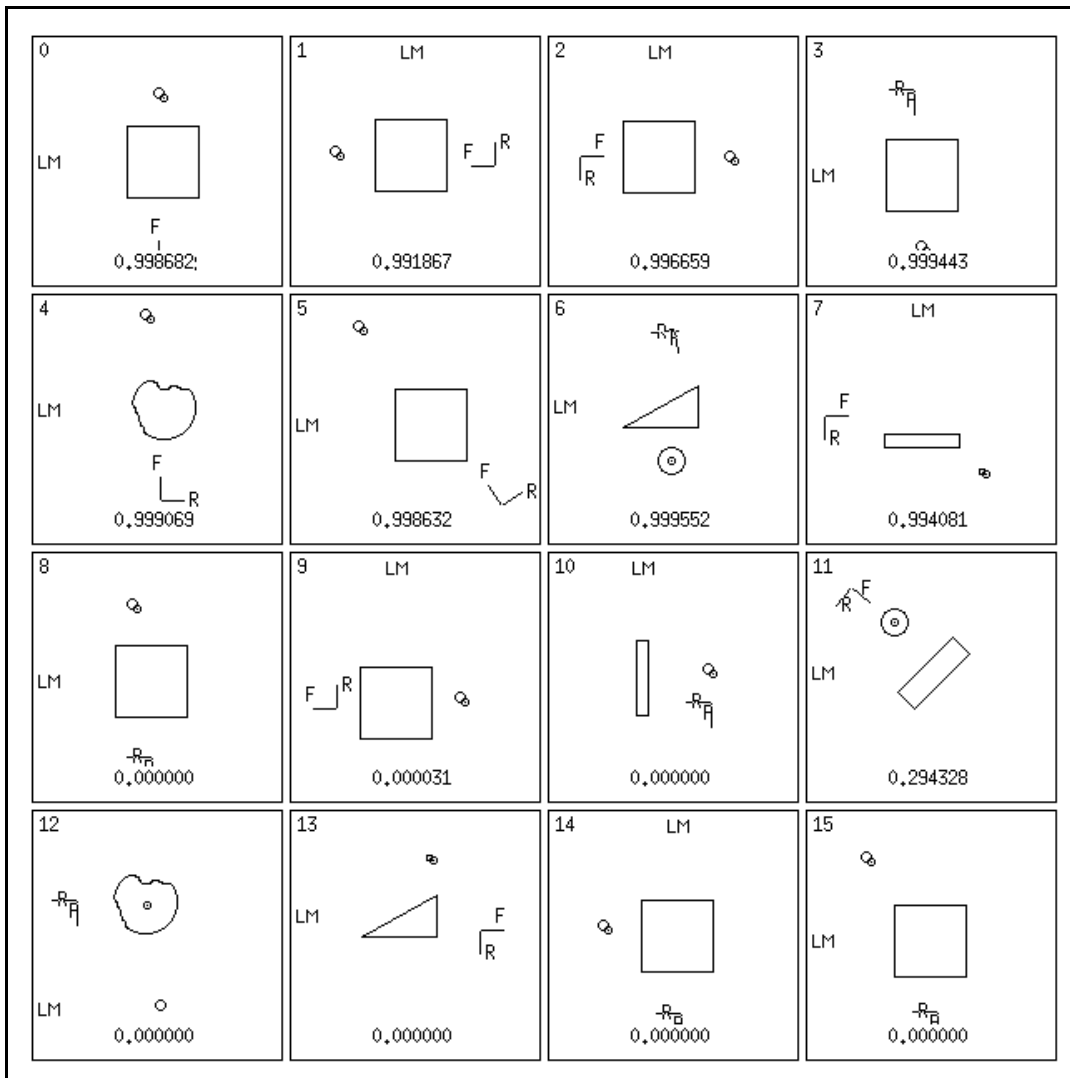 0
LM
F
0.998682
1 LM
F R
0.991867
2 LM
F
R
0.996659
3
R
LM
0.999443
4
LM
F
R
0.999069
5
LM
F
R
0.998632
6
R
LM
0.999552
7 LM
F
R
0.994081
8
LM
R
0.000000
9 LM
F R
0.000031
10 LM
R
0.000000
11
F
R
LM
0.294328
12
R
LM
0.000000
13
LM
F
R
0.000000
14 LM
R
0.000000
15
LM
R
0.000000